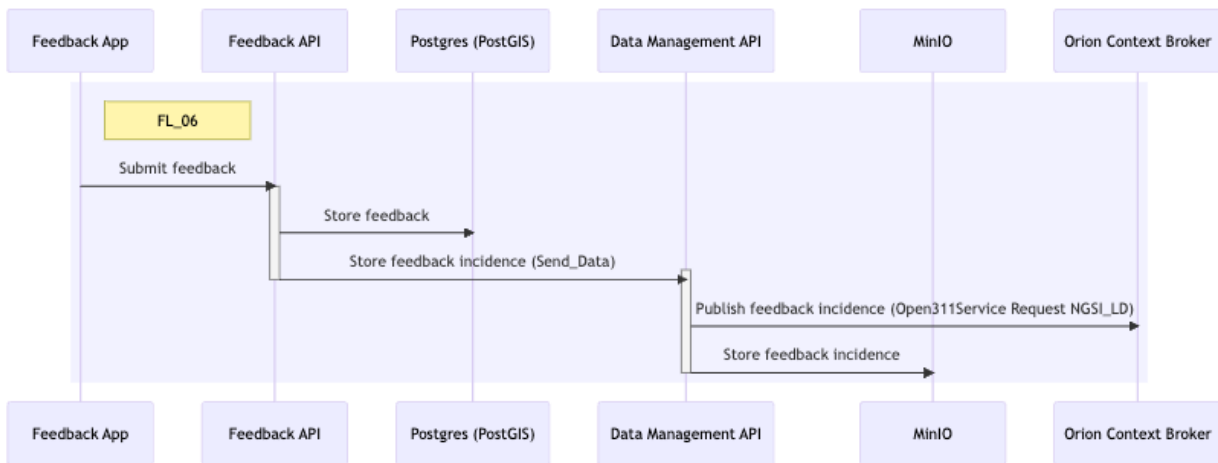 Feedback App
Feedback API
Postgres (PostGIS)
Data Management API
MinIO
Orion Context Broker
FL_06
Submit feedback
Store feedback
Store feedback incidence (Send_Data)
Publish feedback incidence (Open311Service Request NGSI_LD)
Store feedback incidence
Feedback App
Feedback API
Postgres (PostGIS)
Data Management API
MinIO
Orion Context Broker